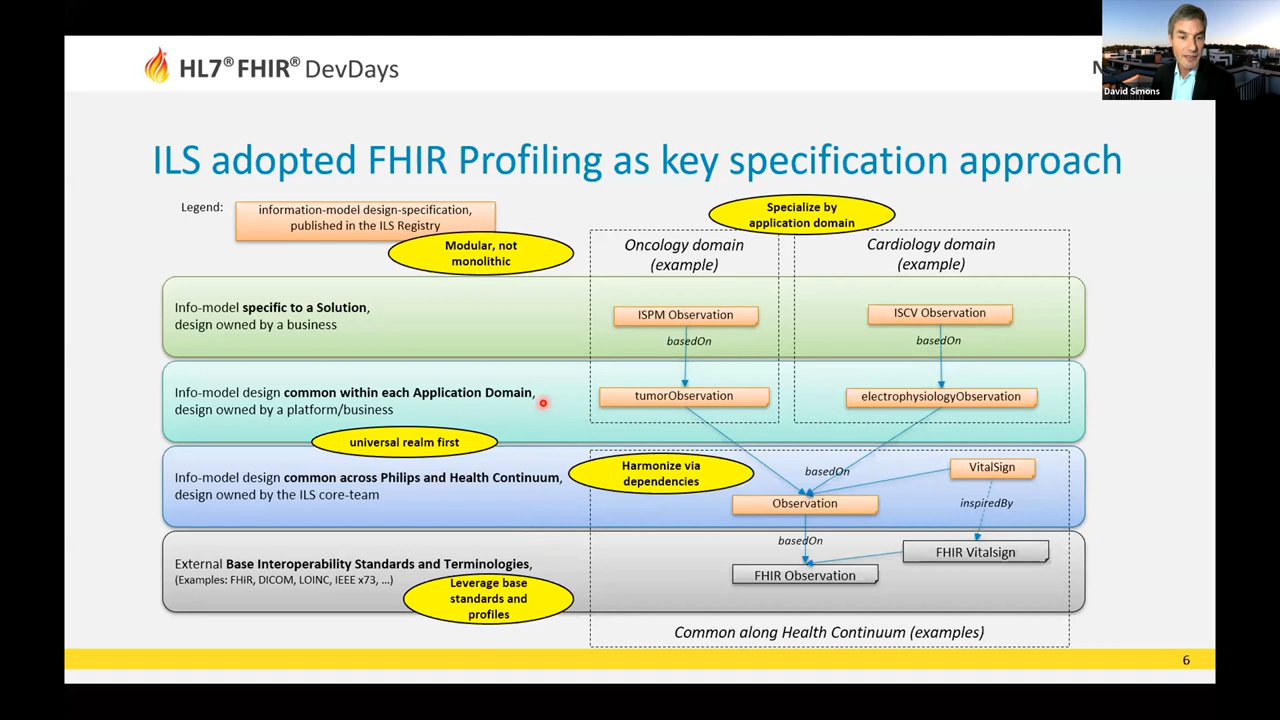 HL7® FHIR® DevDays
N
David Simons
ILS adopted FHIR Profiling as key specification approach
Legend:
information-model design-specification,
published in the ILS Registry
Modular, not
monolithic
Specialize by
application domain
Oncology domain
(example)
Cardiology domain
(example)
Info-model specific to a Solution,
design owned by a business
ISPM Observation
ISCV Observation
basedOn
basedOn
Info-model design common within each Application Domain,
design owned by a platform/business
tumorObservation
electrophysiologyObservation
universal realm first
Info-model design common across Philips and Health Continuum,
design owned by the ILS core-team
Harmonize via
dependencies
basedOn
VitalSign
Observation
inspiredBy
basedOn
External Base Interoperability Standards and Terminologies,
(Examples: FHiR, DICOM, LOINC, IEEE x73, ...)
FHIR Vitalsign
FHIR Observation
Leverage base
standards and
profiles
Common along Health Continuum (examples)
6